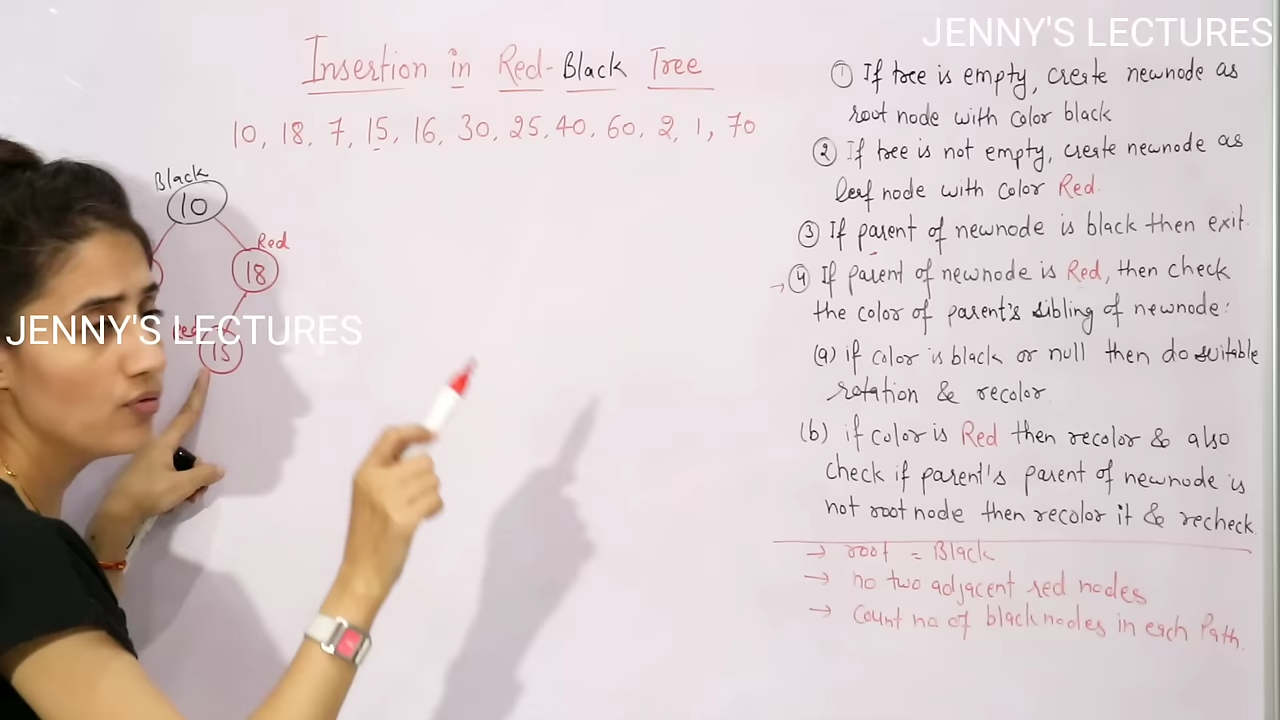 JENNY'S LECTURES
Insertion in Red-Black Tree
10, 18, 7, 15, 16, 30, 25, 40, 60, 2, 1, 70
Black
10
Red
18
JENNY'S LECTURES
15
① If tree is empty, create newnode as
root node with color black
② If tree is not empty, create newnode as
leaf node with color Red.
③ If parent of newnode is black then exit.
→ ④ If parent of newnode is Red, then check
the color of parent's sibling of newnode:
(a) if color is black or null then do suitable
rotation & recolor
(b) if color is Red then recolor & also
check if parent's parent of newnode is
not root node then recolor it & recheck
→ root = Black
→ no two adjacent red nodes
→ Count no of black nodes in each Path.